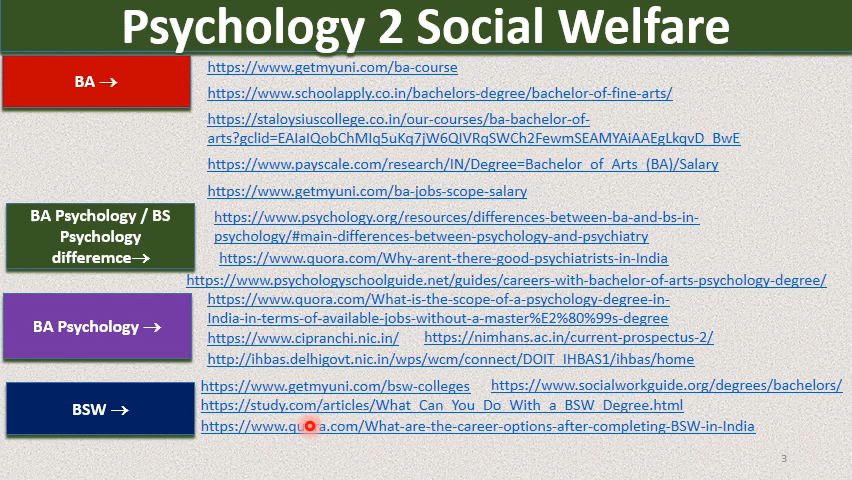 Psychology 2 Social Welfare
BA →
https://www.getmyuni.com/ba-course
https://www.schoolapply.co.in/bachelors-degree/bachelor-of-fine-arts/
https://staloysiuscollege.co.in/our-courses/ba-bachelor-of-
arts?gclid=EAIaIQobChMIq5uKq7jW6QIVRqSWCh2FewmSEAMYAiAAEgLkqvD_BwE
https://www.payscale.com/research/IN/Degree=Bachelor_of_Arts_(BA)/Salary
https://www.getmyuni.com/ba-jobs-scope-salary
BA Psychology / BS
Psychology
differemce→
https://www.psychology.org/resources/differences-between-ba-and-bs-in-
psychology/#main-differences-between-psychology-and-psychiatry
https://www.quora.com/Why-arent-there-good-psychiatrists-in-India
https://www.psychologyschoolguide.net/guides/careers-with-bachelor-of-arts-psychology-degree/
BA Psychology →
https://www.quora.com/What-is-the-scope-of-a-psychology-degree-in-
India-in-terms-of-available-jobs-without-a-master%E2%80%99s-degree
https://www.cipranchi.nic.in/ https://nimhans.ac.in/current-prospectus-2/
http://ihbas.delhigovt.nic.in/wps/wcm/connect/DOIT_IHBAS1/ihbas/home
BSW →
https://www.getmyuni.com/bsw-colleges https://www.socialworkguide.org/degrees/bachelors/
https://study.com/articles/What_Can_You_Do_With_a_BSW_Degree.html
https://www.quora.com/What-are-the-career-options-after-completing-BSW-in-India
3